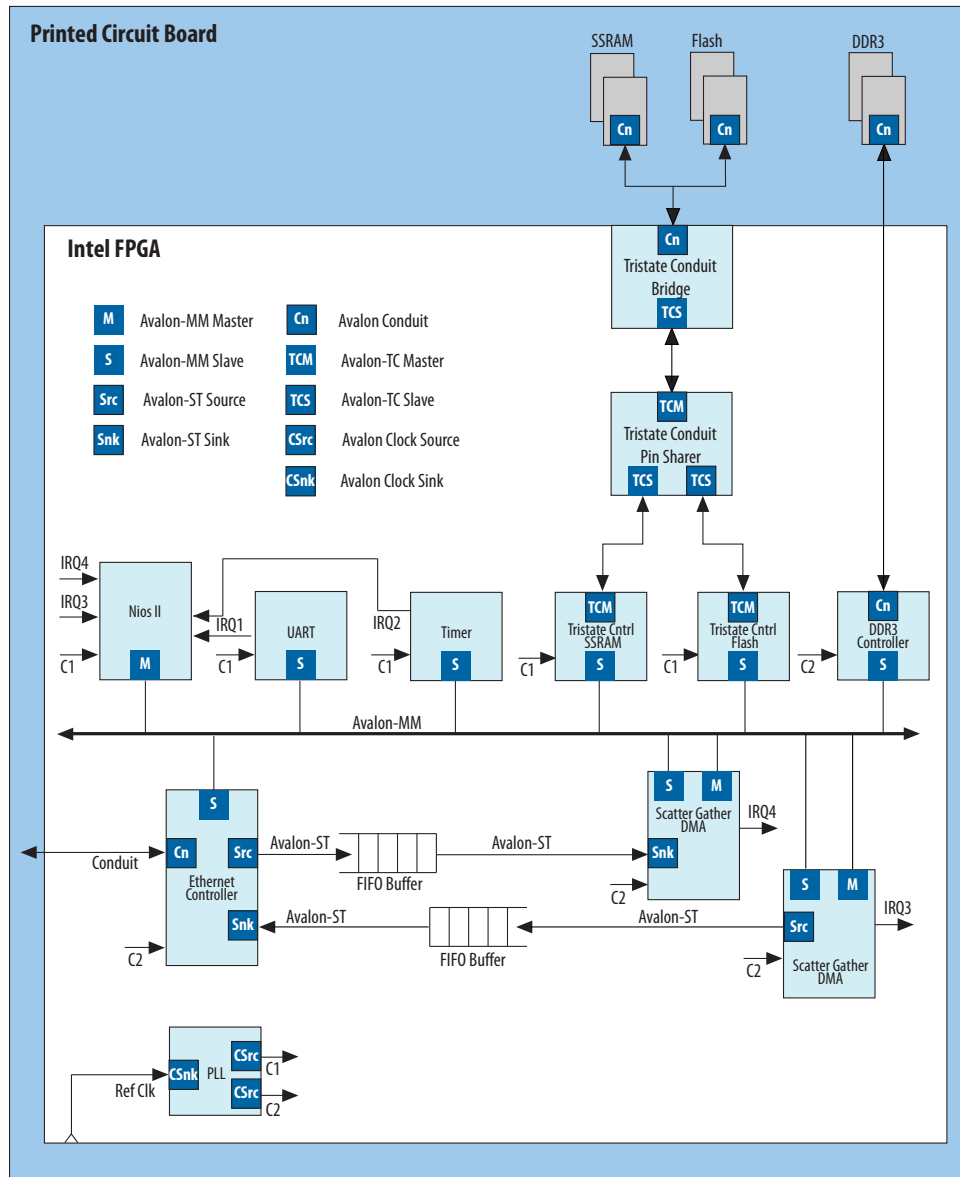 Printed Circuit Board
SSRAM
Flash
DDR3
Cn
Cn
Cn
Intel FPGA
Cn
Tristate Conduit
Bridge
TCS
M Avalon-MM Master
S Avalon-MM Slave
Src Avalon-ST Source
Snk Avalon-ST Sink
Cn Avalon Conduit
TCM Avalon-TC Master
TCS Avalon-TC Slave
CSrc Avalon Clock Source
CSnk Avalon Clock Sink
TCM
Tristate Conduit
Pin Sharer
TCS
TCS
IRQ4
IRQ3
C1
Nios II
M
IRQ1
C1
UART
S
IRQ2
C1
Timer
S
C1
TCM
Tristate Cntrl
SSRAM
S
C1
TCM
Tristate Cntrl
Flash
S
C2
Cn
DDR3
Controller
S
Avalon-MM
S
Conduit
Cn
Src
Ethernet
Controller
Snk
C2
Avalon-ST
FIFO Buffer
Avalon-ST
S
M
Scatter Gather
DMA
Snk
IRQ4
C2
Avalon-ST
FIFO Buffer
Avalon-ST
S
M
Src
IRQ3
C2
Scatter Gather
DMA
Ref Clk
CSnk
PLL
CSrc
C1
CSrc
C2